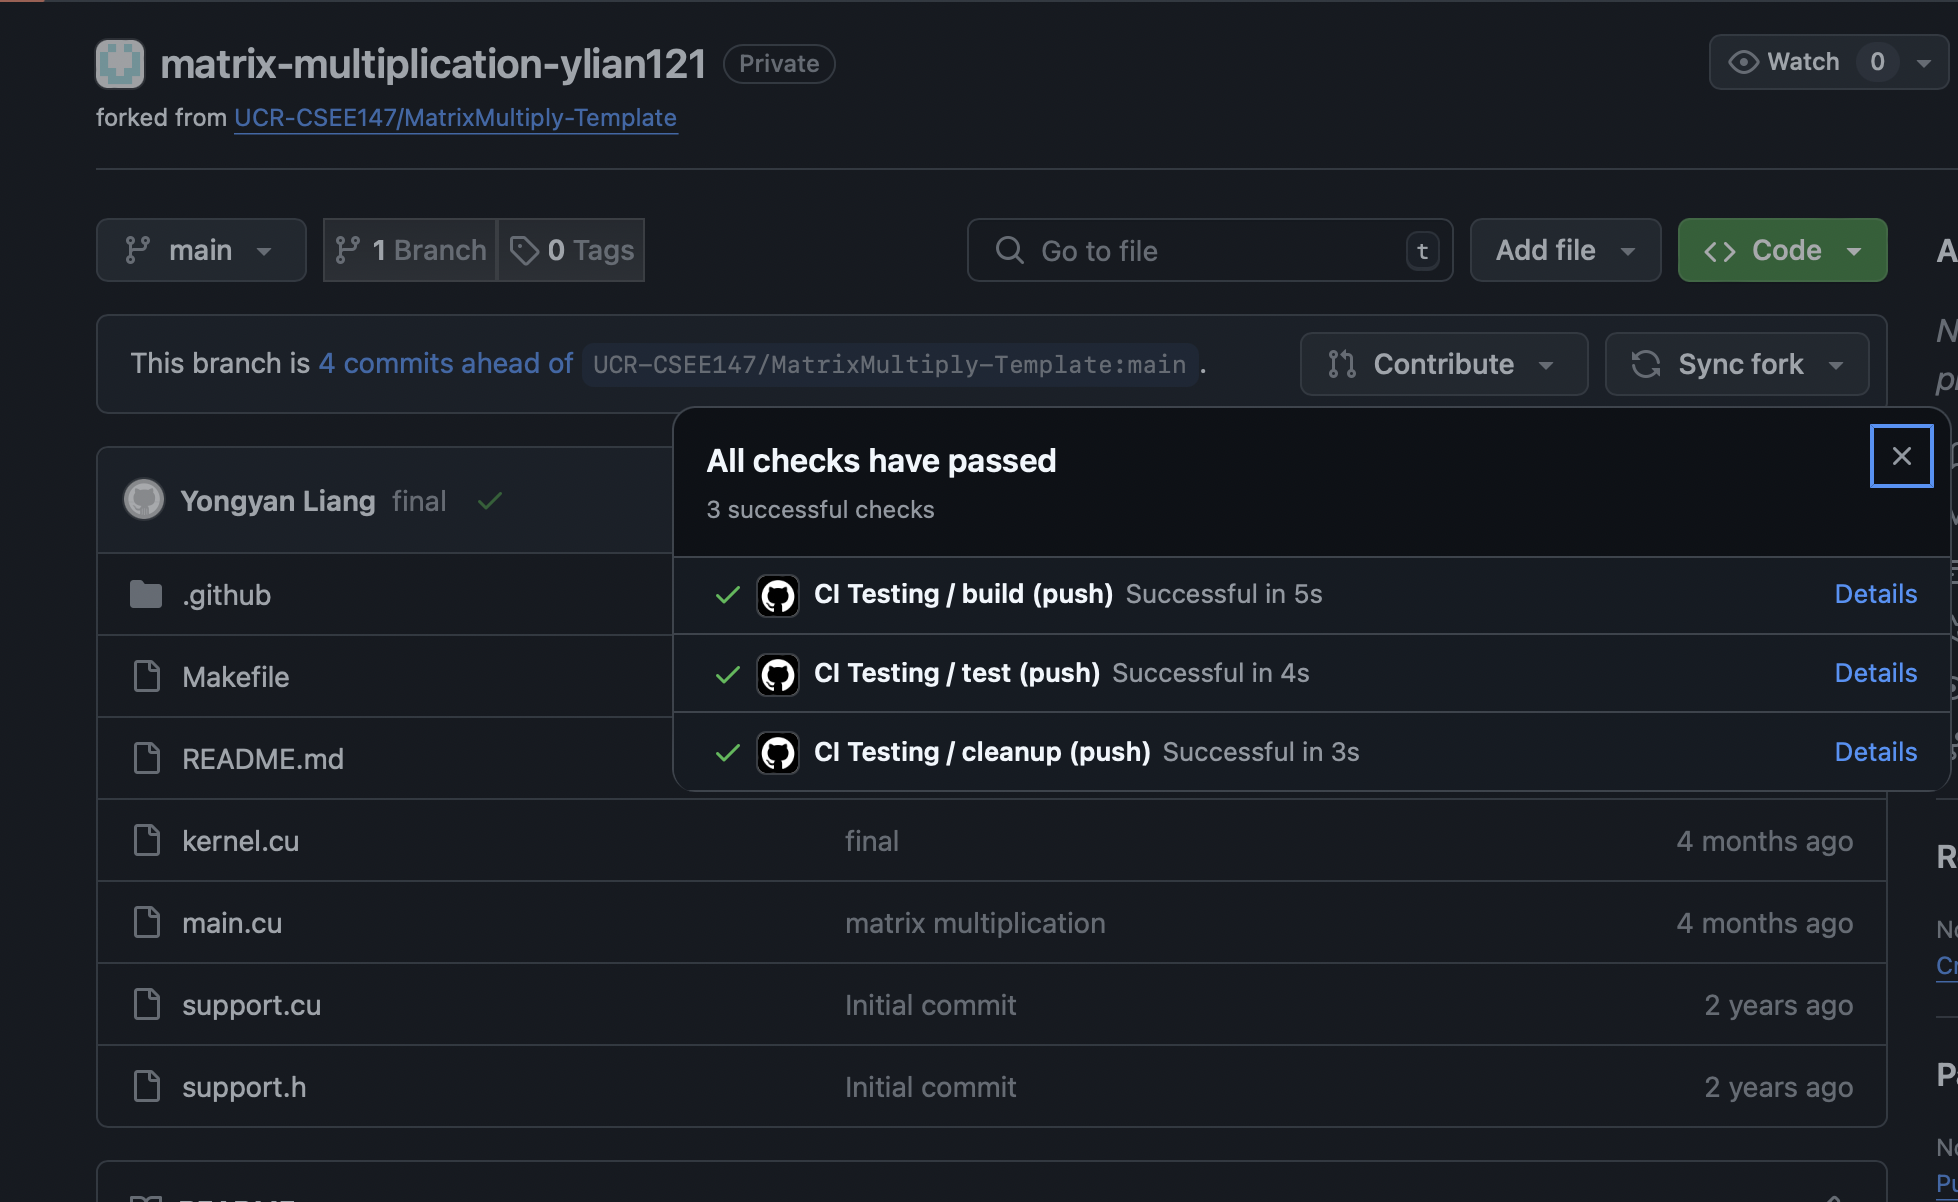 matrix-multiplication-ylian121 Private Watch 0
forked from UCR-CSEE147/MatrixMultiply-Template
main 1 Branch 0 Tags Go to file t Add file Code
This branch is 4 commits ahead of UCR-CSEE147/MatrixMultiply-Template:main . Contribute Sync fork
All checks have passed
3 successful checks
Yongyan Liang final
CI Testing / build (push) Successful in 5s Details
.github
CI Testing / test (push) Successful in 4s Details
Makefile
CI Testing / cleanup (push) Successful in 3s Details
README.md
kernel.cu final 4 months ago
main.cu matrix multiplication 4 months ago
support.cu Initial commit 2 years ago
support.h Initial commit 2 years ago